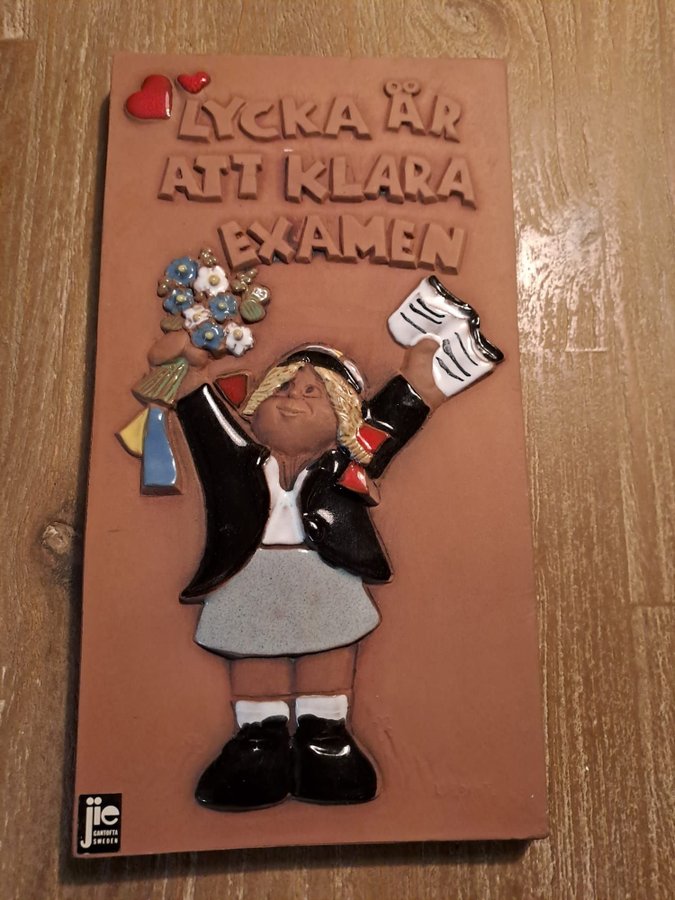 LYCKA ÄR
ATT KLARA
EXAMEN
jie
GANTOFTA
SWEDEN